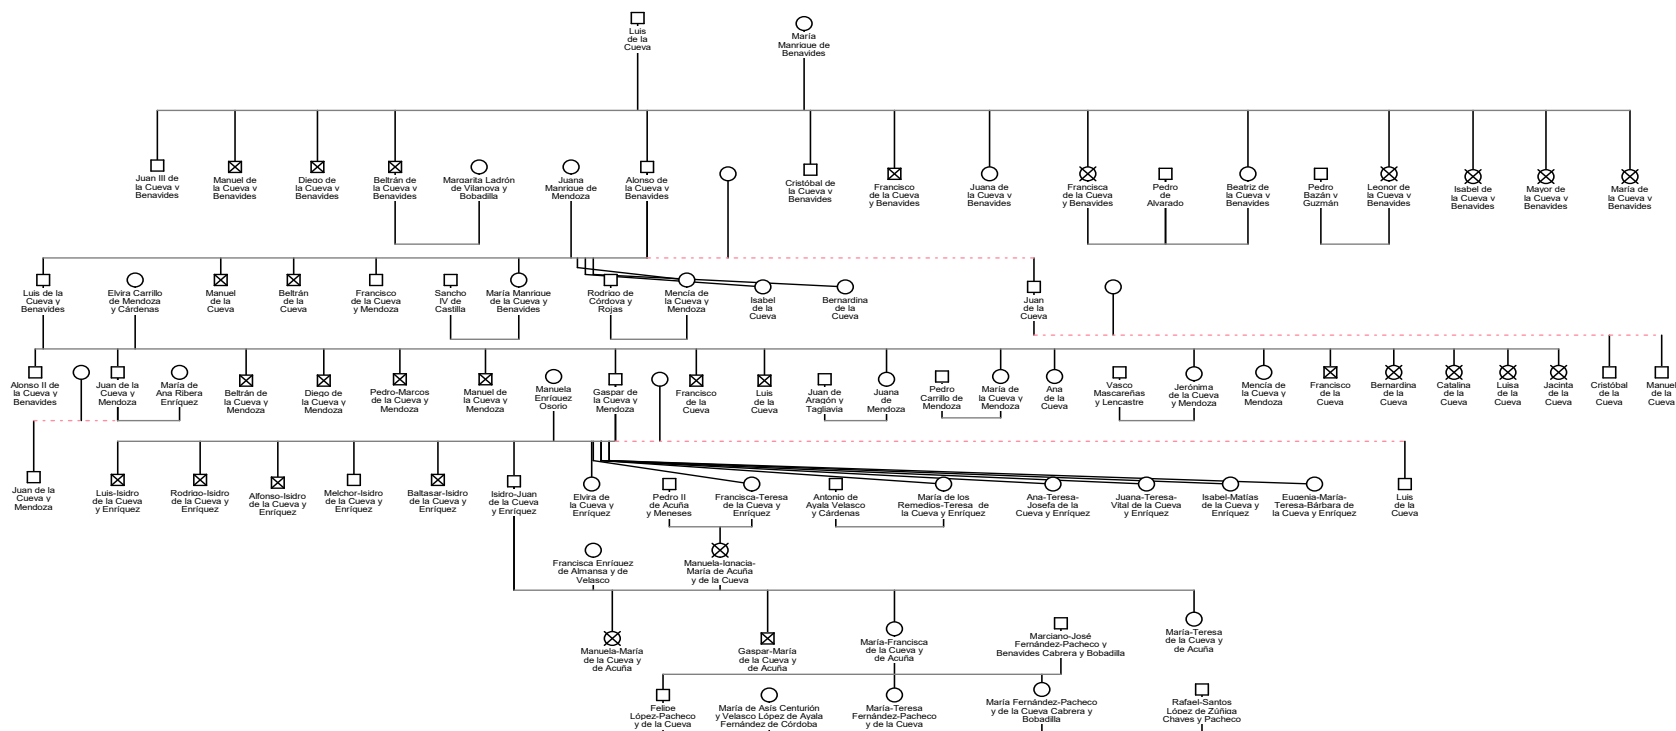 Luis
de la
Cueva
María
Manrique de
Benavides
Juan III de
la Cueva y
Benavides
Manuel de
la Cueva y
Benavides
Diego de
la Cueva y
Benavides
Beltrán de
la Cueva y
Benavides
Margarita Ladrón
de Vilanova y
Bobadilla
Juana
Manrique de
Mendoza
Alonso de
la Cueva y
Benavides
Cristóbal de
la Cueva y
Benavides
Francisco
de la Cueva
y Benavides
Juana de
la Cueva y
Benavides
Francisca
de la Cueva
y Benavides
Pedro
de
Alvarado
Beatriz de
la Cueva y
Benavides
Pedro
Bazán y
Guzmán
Leonor de
la Cueva y
Benavides
Isabel de
la Cueva y
Benavides
Mayor de
la Cueva y
Benavides
María de
la Cueva y
Benavides
Luis de la
Cueva y
Benavides
Elvira Carrillo
de Mendoza
y Cárdenas
Manuel
de la
Cueva
Beltrán
de la
Cueva
Francisco
de la Cueva
y Mendoza
Sancho
IV de
Castilla
María Manrique
de la Cueva y
Benavides
Rodrigo de
Córdova y
Rojas
Mencía de
la Cueva y
Mendoza
Isabel
de la
Cueva
Bernardina
de la
Cueva
Juan
de la
Cueva
Alonso II de
la Cueva y
Benavides
Juan de la
Cueva y
Mendoza
María de
Ana Ribera
Enríquez
Beltrán de
la Cueva y
Mendoza
Diego de
la Cueva y
Mendoza
Pedro-Marcos
de la Cueva y
Mendoza
Manuel de
la Cueva y
Mendoza
Manuela
Enríquez
Osorio
Gaspar de
la Cueva y
Mendoza
Francisco
de la
Cueva
Luis
de la
Cueva
Juan de
Aragón y
Tagliavia
Juana
de
Mendoza
Pedro
Carrillo de
Mendoza
María de
la Cueva y
Mendoza
Ana
de la
Cueva
Vasco
Mascareñas
y Lencastre
Jerónima
de la Cueva
y Mendoza
Mencía de
la Cueva y
Mendoza
Francisco
de la
Cueva
Bernardina
de la
Cueva
Catalina
de la
Cueva
Luisa
de la
Cueva
Jacinta
de la
Cueva
Cristóbal
de la
Cueva
Manuel
de la
Cueva
Juan de la
Cueva y
Mendoza
Luis-Isidro
de la Cueva
y Enríquez
Rodrigo-Isidro
de la Cueva y
Enríquez
Alfonso-Isidro
de la Cueva y
Enríquez
Melchor-Isidro
de la Cueva y
Enríquez
Baltasar-Isidro
de la Cueva y
Enríquez
Isidro-Juan
de la Cueva
y Enríquez
Elvira de
la Cueva y
Enríquez
Pedro II
de Acuña
y Meneses
Francisca-Teresa
de la Cueva y
Enríquez
Antonio de
Ayala Velasco
y Cárdenas
María de los
Remedios-Teresa de
la Cueva y Enríquez
Ana-Teresa-
Josefa de la
Cueva y Enríquez
Juana-Teresa-
Vital de la Cueva
y Enríquez
Isabel-Matías
de la Cueva y
Enríquez
Eugenia-María-
Teresa-Bárbara de
la Cueva y Enríquez
Luis
de la
Cueva
Francisca Enríquez
de Almansa y de
Velasco
Manuela-Ignacia-
María de Acuña
y de la Cueva
Manuela-María
de la Cueva y
de Acuña
Gaspar-María
de la Cueva y
de Acuña
María-Francisca
de la Cueva y
de Acuña
Marciano-José
Fernández-Pacheco y
Benavides Cabrera y Bobadilla
María-Teresa
de la Cueva y
de Acuña
Felipe
López-Pacheco
y de la Cueva
María de Asís Centurión
y Velasco López de Ayala
Fernández de Córdoba
María-Teresa
Fernández-Pacheco
y de la Cueva
María Fernández-Pacheco
y de la Cueva Cabrera y
Bobadilla
Rafael-Santos
López de Zúñiga
Chaves y Pacheco